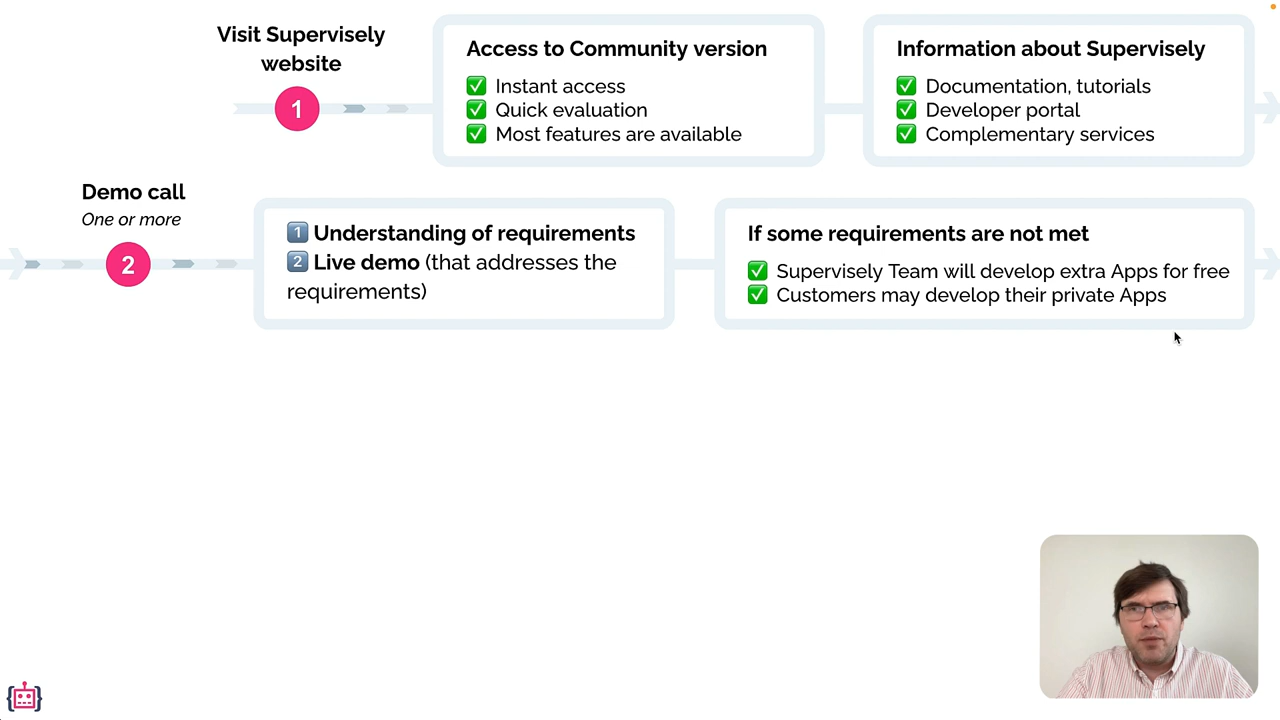 Visit Supervisely
website
1
Access to Community version
✅ Instant access
✅ Quick evaluation
✅ Most features are available
Information about Supervisely
✅ Documentation, tutorials
✅ Developer portal
✅ Complementary services
Demo call
One or more
2
1️⃣ Understanding of requirements
2️⃣ Live demo (that addresses the
requirements)
If some requirements are not met
✅ Supervisely Team will develop extra Apps for free
✅ Customers may develop their private Apps